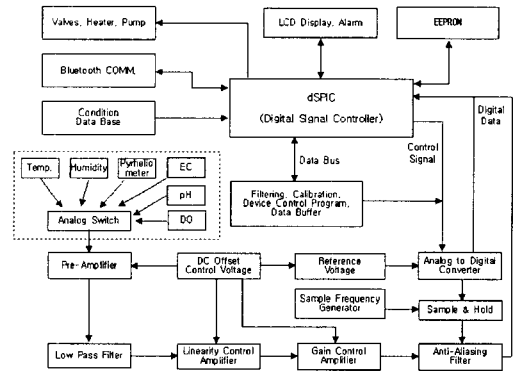 Valves, Heater, Pump
LCD Display, Alarm
EEPRON
Bluetooth COMM.
dSPIC
(Digital Signal Controller)
Condition
Data Base
Digital
Data
Data Bus
Control
Signal
Temp.
Humidity
Pyrhelio
meter
EC
pH
DO
Analog Switch
Filtering, Calibration,
Device Control Program,
Data Buffer
Pre-Amplifier
DC Offset
Control Voltage
Reference
Voltage
Analog to Digital
Converter
Sample Frequency
Generator
Sample & Hold
Low Pass Filter
Linearity Control
Amplifier
Gain Control
Amplifier
Anti-Aliasing
Filter